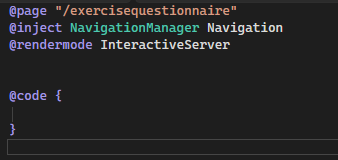 @page "/exercisequestionnaire"
@inject NavigationManager Navigation
@rendermode InteractiveServer
@code {
}